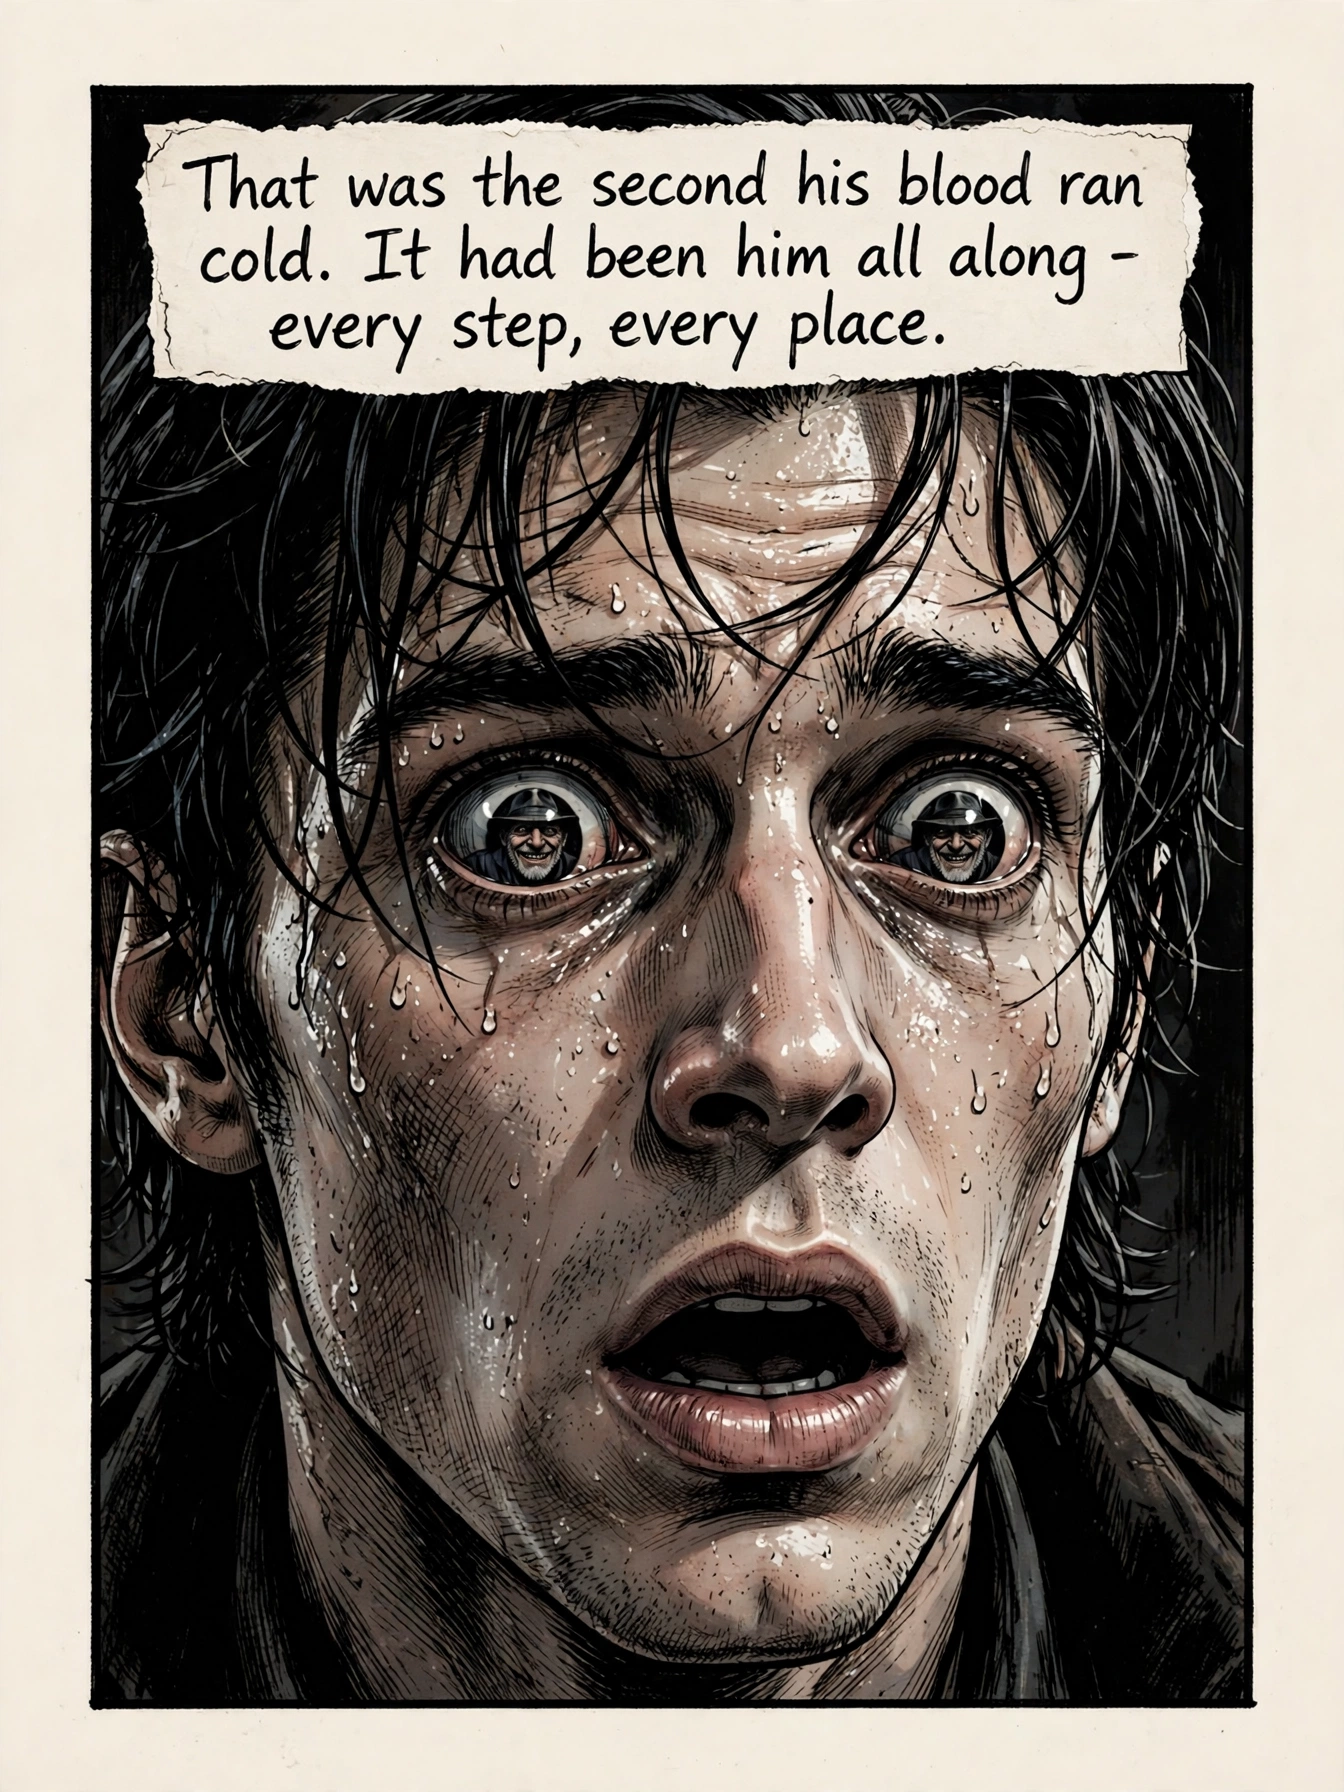 That was the second his blood ran
cold. It had been him all along -
every step, every place.